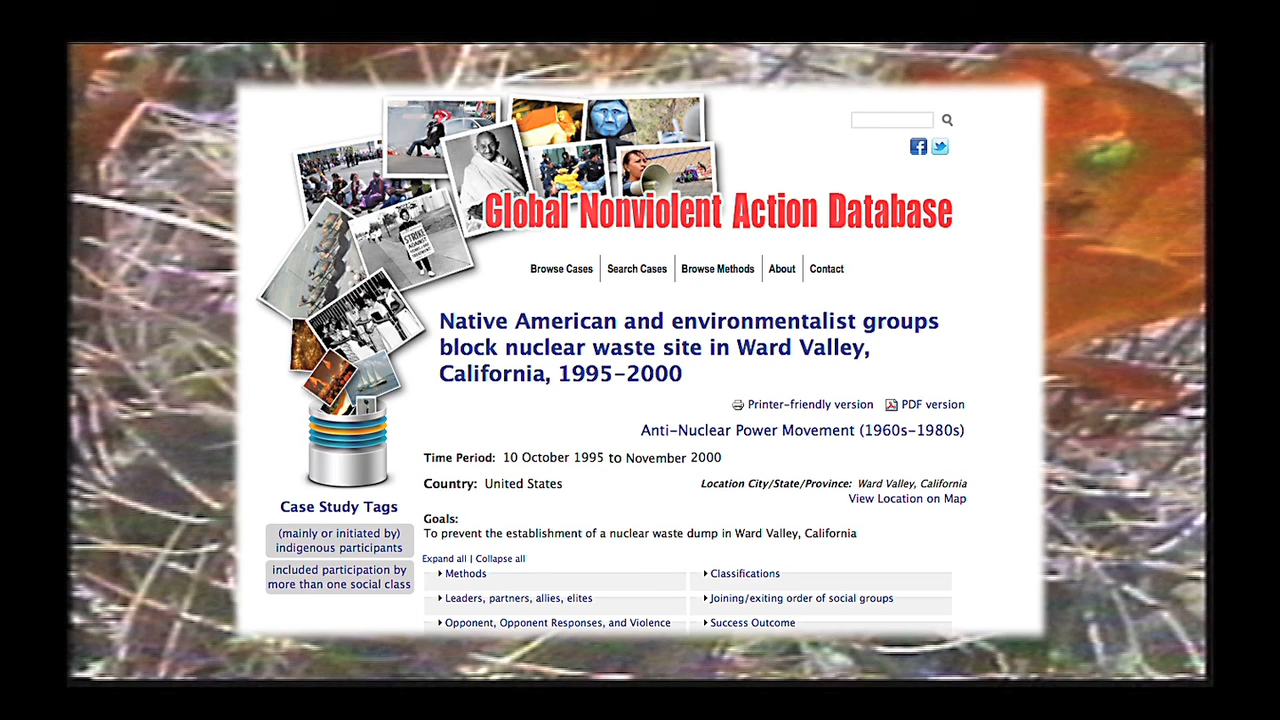 Global Nonviolent Action Database
STRIKE
AGAINST
Browse Cases
Search Cases
Browse Methods
About
Contact
Native American and environmentalist groups
block nuclear waste site in Ward Valley,
California, 1995–2000
Printer-friendly version
PDF version
Anti-Nuclear Power Movement (1960s–1980s)
Time Period: 10 October 1995 to November 2000
Country: United States
Location City/State/Province: Ward Valley, California
View Location on Map
Goals:
To prevent the establishment of a nuclear waste dump in Ward Valley, California
Expand all | Collapse all
Methods
Classifications
Leaders, partners, allies, elites
Joining/exiting order of social groups
Opponent, Opponent Responses, and Violence
Success Outcome
Case Study Tags
(mainly or initiated by)
indigenous participants
included participation by
more than one social class